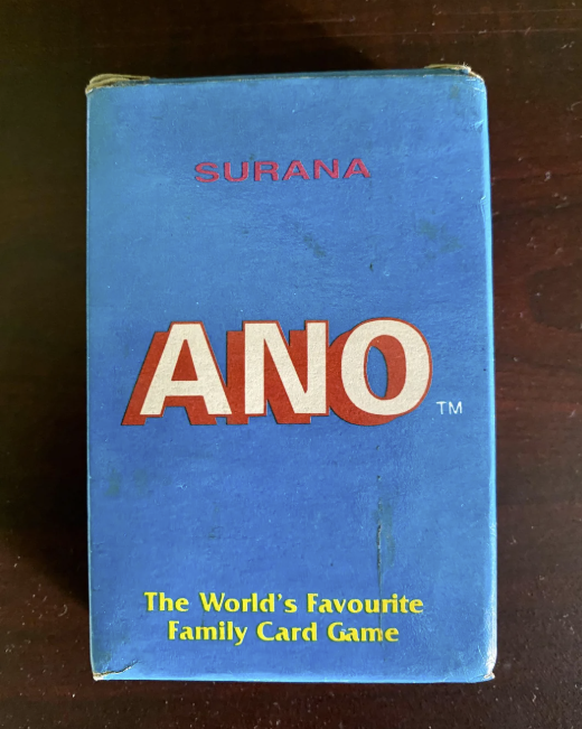 SURANA
ANO
TM
The World's Favourite
Family Card Game